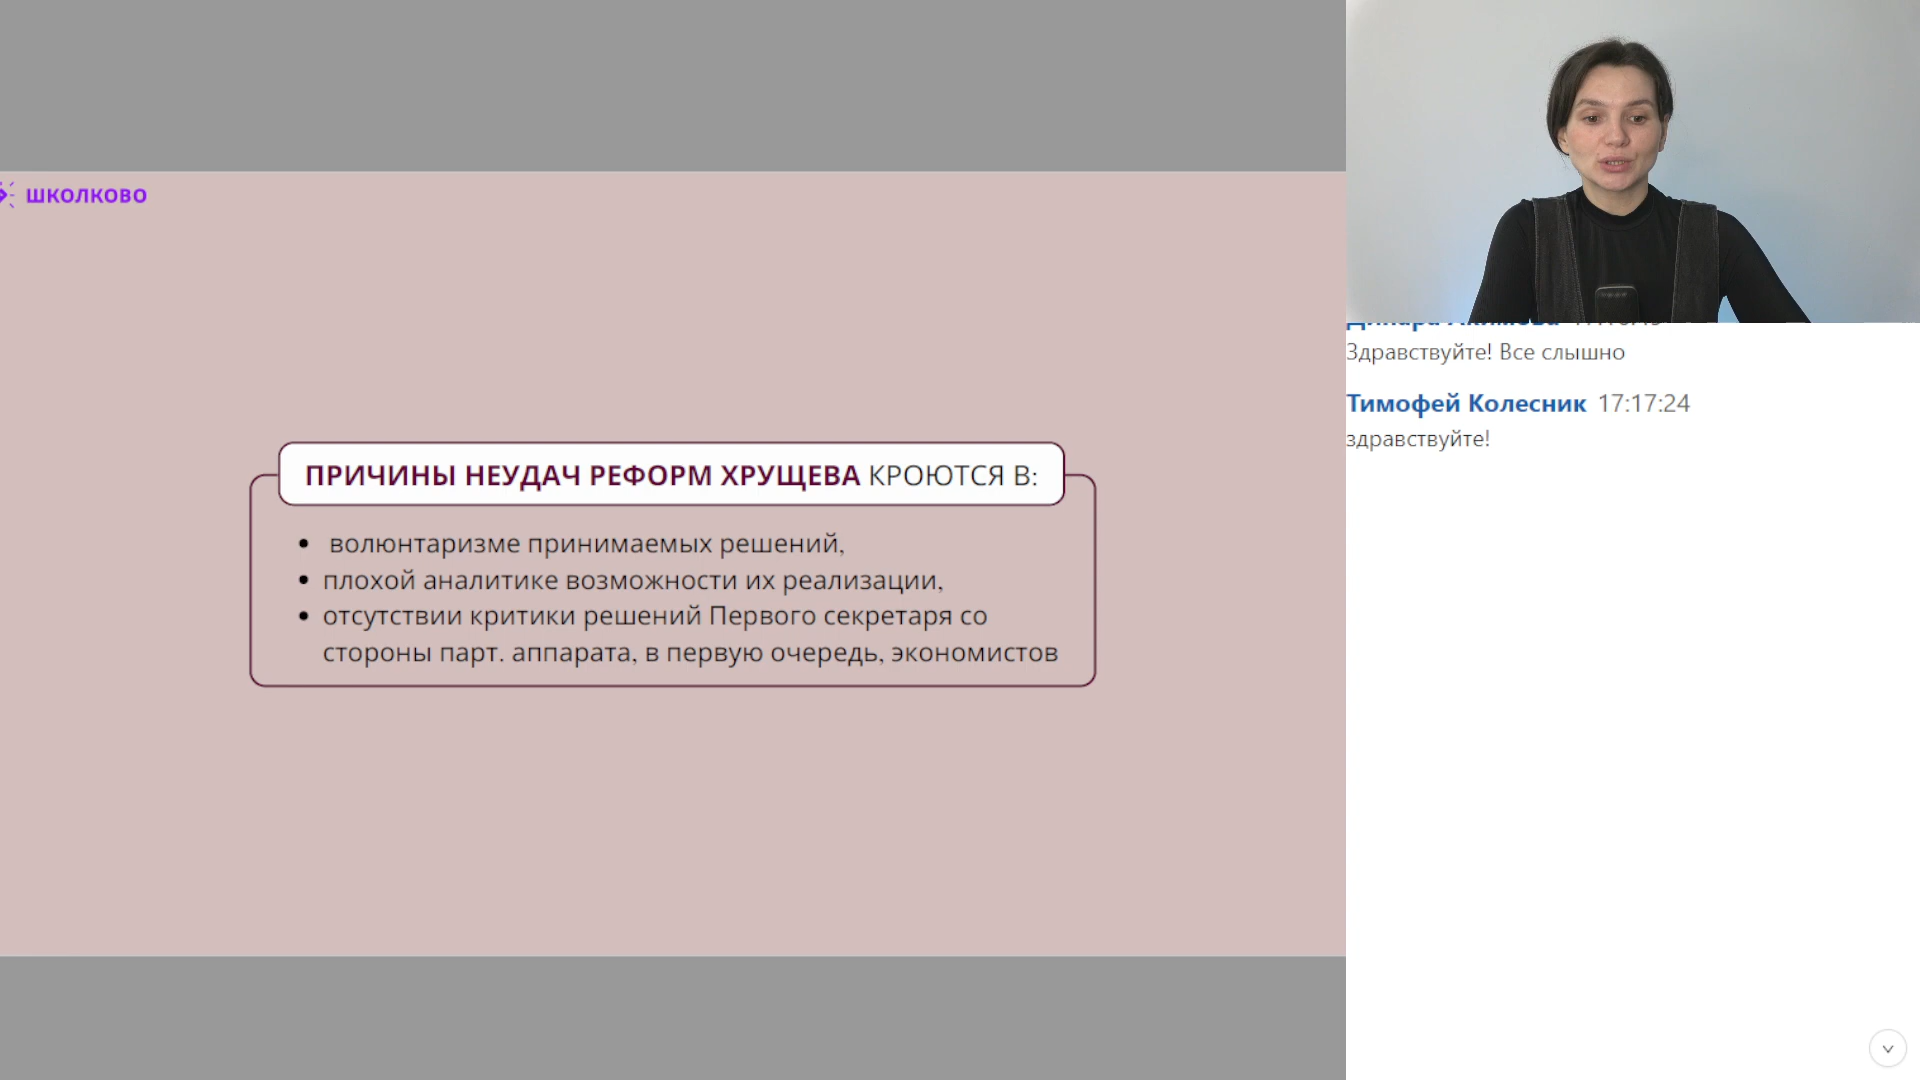 ШКОЛКОВО
ПРИЧИНЫ НЕУДАЧ РЕФОРМ ХРУЩЕВА КРОЮТСЯ В:
• волюнтаризме принимаемых решений,
• плохой аналитике возможности их реализации,
• отсутствии критики решений Первого секретаря со
стороны парт. аппарата, в первую очередь, экономистов
Здравствуйте! Все слышно
Тимофей Колесник 17:17:24
здравствуйте!